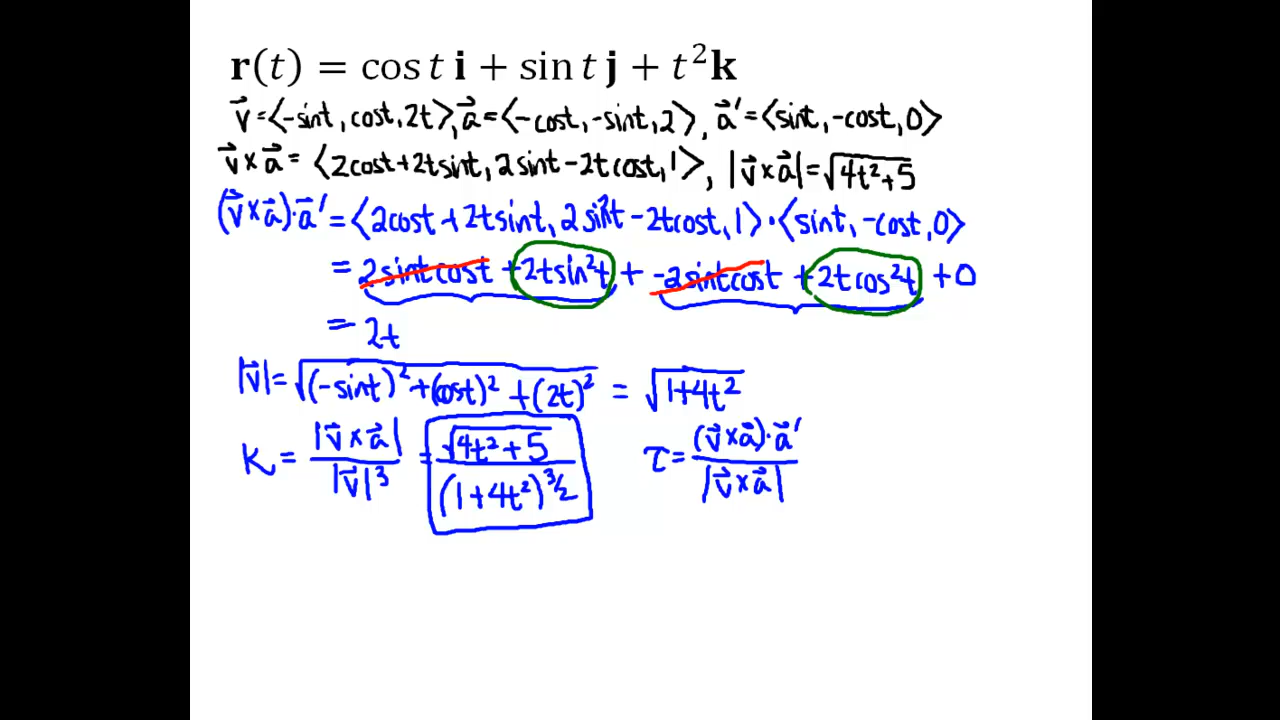 r(t) = cos t i + sin t j + t²k
v⃗ = ⟨-sint, cost, 2t⟩, a⃗ = ⟨-cost, -sint, 2⟩, a⃗' = ⟨sint, -cost, 0⟩
v⃗ × a⃗ = ⟨2cost + 2tsint, 2sint - 2tcost, 1⟩, |v⃗ × a⃗| = √(4t² + 5)
(v⃗ × a⃗)·a⃗' = ⟨2cost + 2tsint, 2sint - 2tcost, 1⟩·⟨sint, -cost, 0⟩
= 2sintcost + 2tsin²t + -2sintcost + 2tcos²t + 0
= 2t
|v⃗| = √((-sint)² + (cost)² + (2t)²) = √(1+4t²)
K = |v⃗ × a⃗| / |v⃗|³ = √(4t² + 5) / (1+4t²)^3/2 τ = (v⃗ × a⃗)·a⃗' / |v⃗ × a⃗|